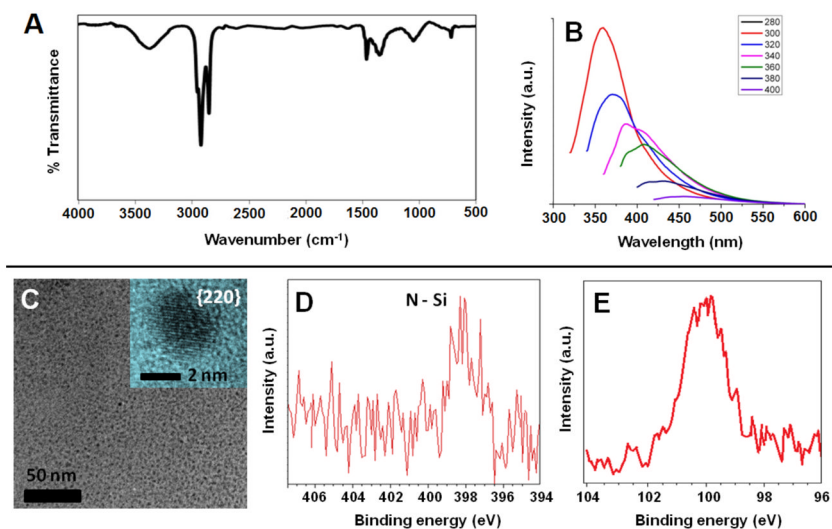 A
% Transmittance
4000 3500 3000 2500 2000 1500 1000 500
Wavenumber (cm-1)
B
Intensity (a.u.)
280
300
320
340
360
380
400
300 350 400 450 500 550 600
Wavelength (nm)
C
{220}
2 nm
50 nm
D
N - Si
Intensity (a.u.)
406 404 402 400 398 396 394
Binding energy (eV)
E
Intensity (a.u.)
104 102 100 98 96
Binding energy (eV)